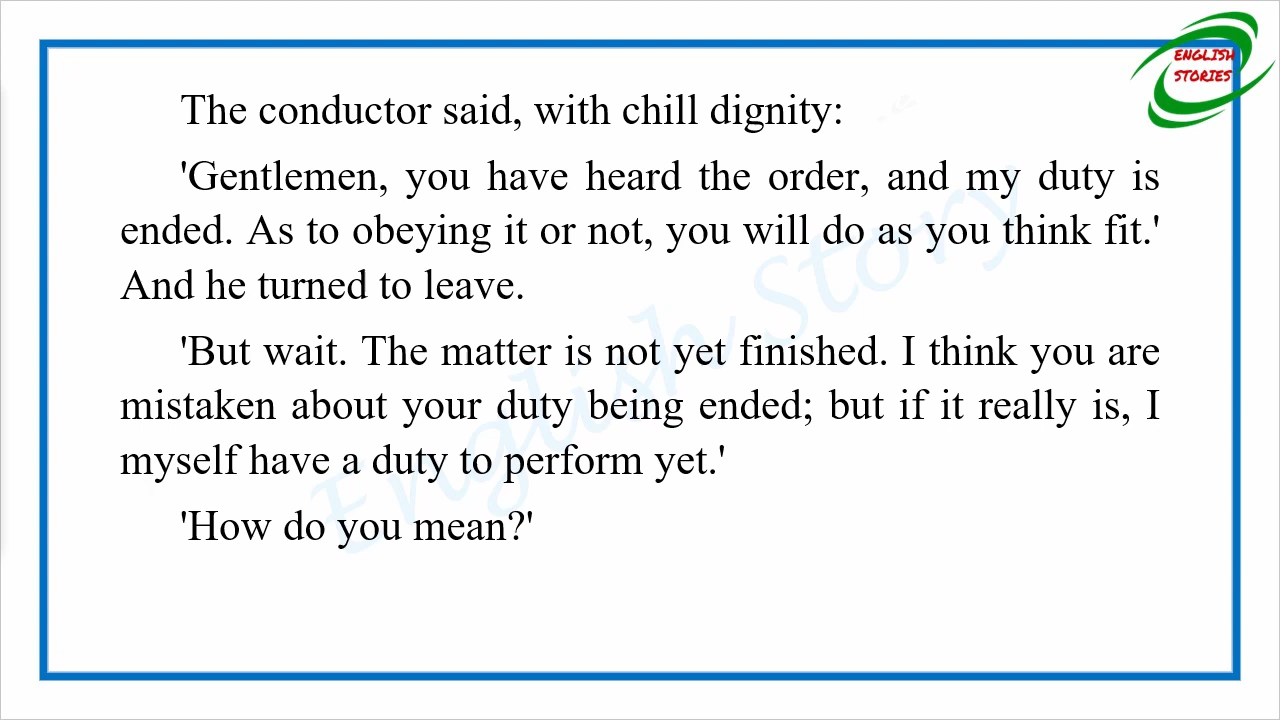 ENGLISH
STORIES
The conductor said, with chill dignity:
'Gentlemen, you have heard the order, and my duty is
ended. As to obeying it or not, you will do as you think fit.'
And he turned to leave.
'But wait. The matter is not yet finished. I think you are
mistaken about your duty being ended; but if it really is, I
myself have a duty to perform yet.'
'How do you mean?'
English Story